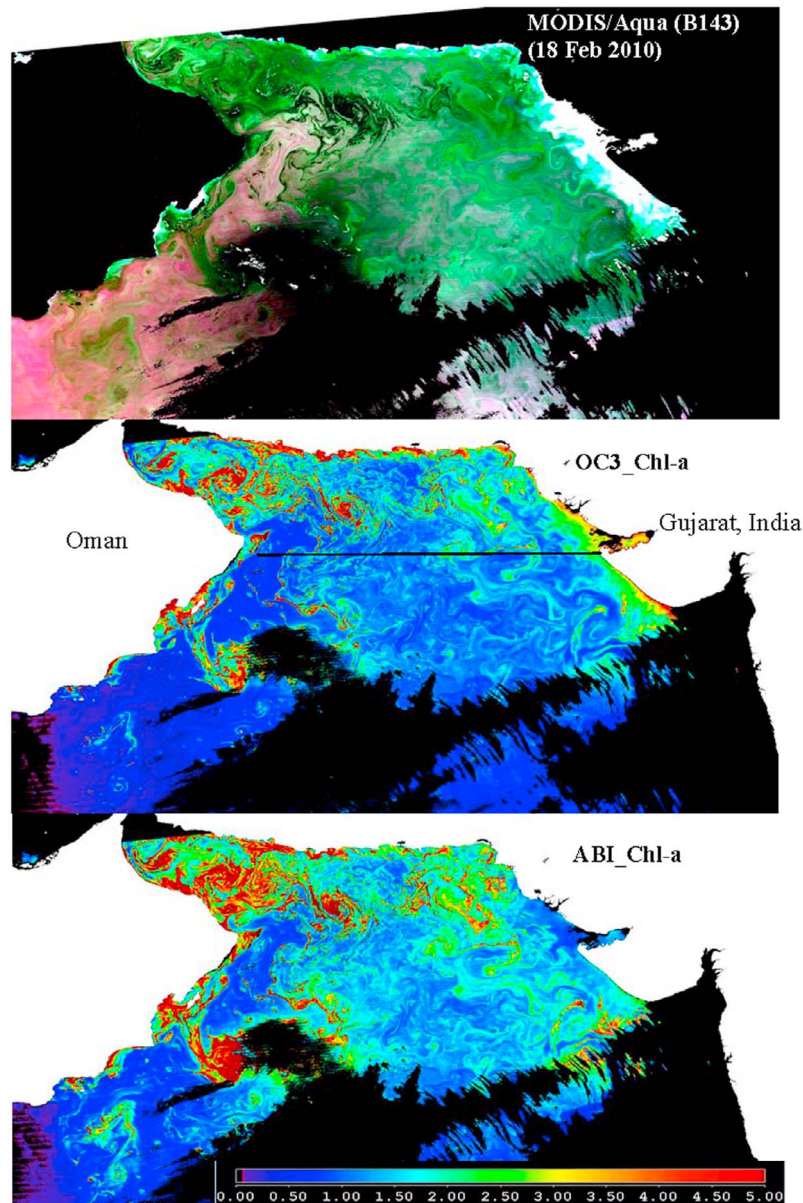 MODIS/Aqua (B143)
(18 Feb 2010)
OC3_Chl-a
Oman
Gujarat, India
ABI_Chl-a
0.00 0.50 1.00 1.50 2.00 2.50 3.00 3.50 4.00 4.50 5.00